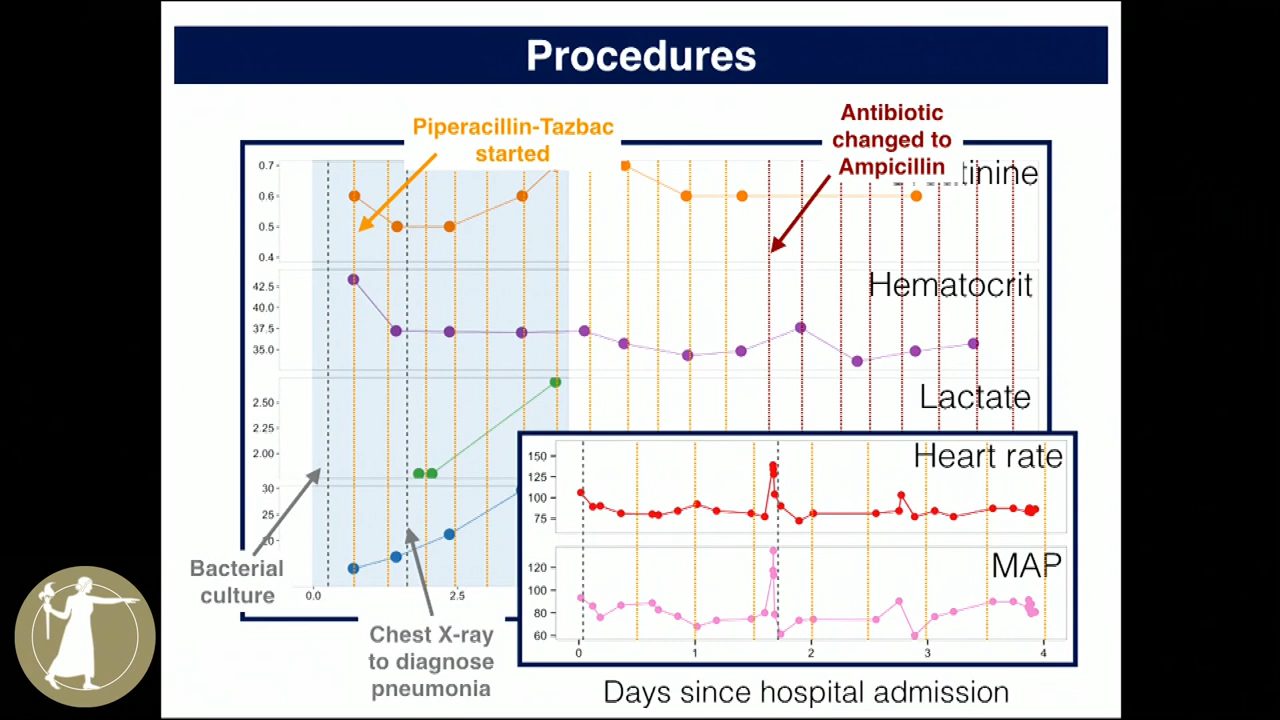 Procedures
Piperacillin-Tazbac
started
Antibiotic
changed to
Ampicillin
tinine
0.7
0.6
0.5
0.4
Hematocrit
42.5
40.0
37.5
35.0
Lactate
2.50
2.25
2.00
30
25
20
0.0
2.5
Heart rate
150
125
100
75
MAP
120
100
80
60
0
1
2
3
4
Bacterial
culture
Chest X-ray
to diagnose
pneumonia
Days since hospital admission